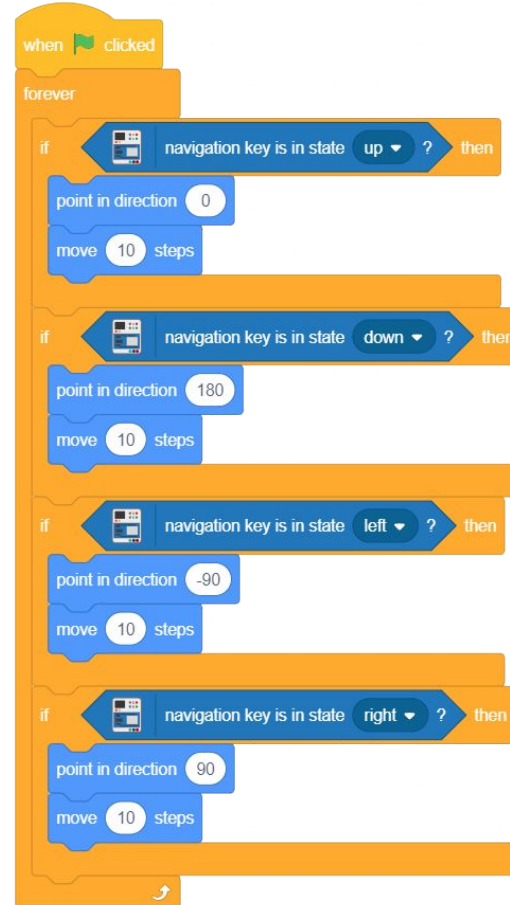 when clicked
forever
if navigation key is in state up ? then
point in direction 0
move 10 steps
if navigation key is in state down ? then
point in direction 180
move 10 steps
if navigation key is in state left ? then
point in direction -90
move 10 steps
if navigation key is in state right ? then
point in direction 90
move 10 steps